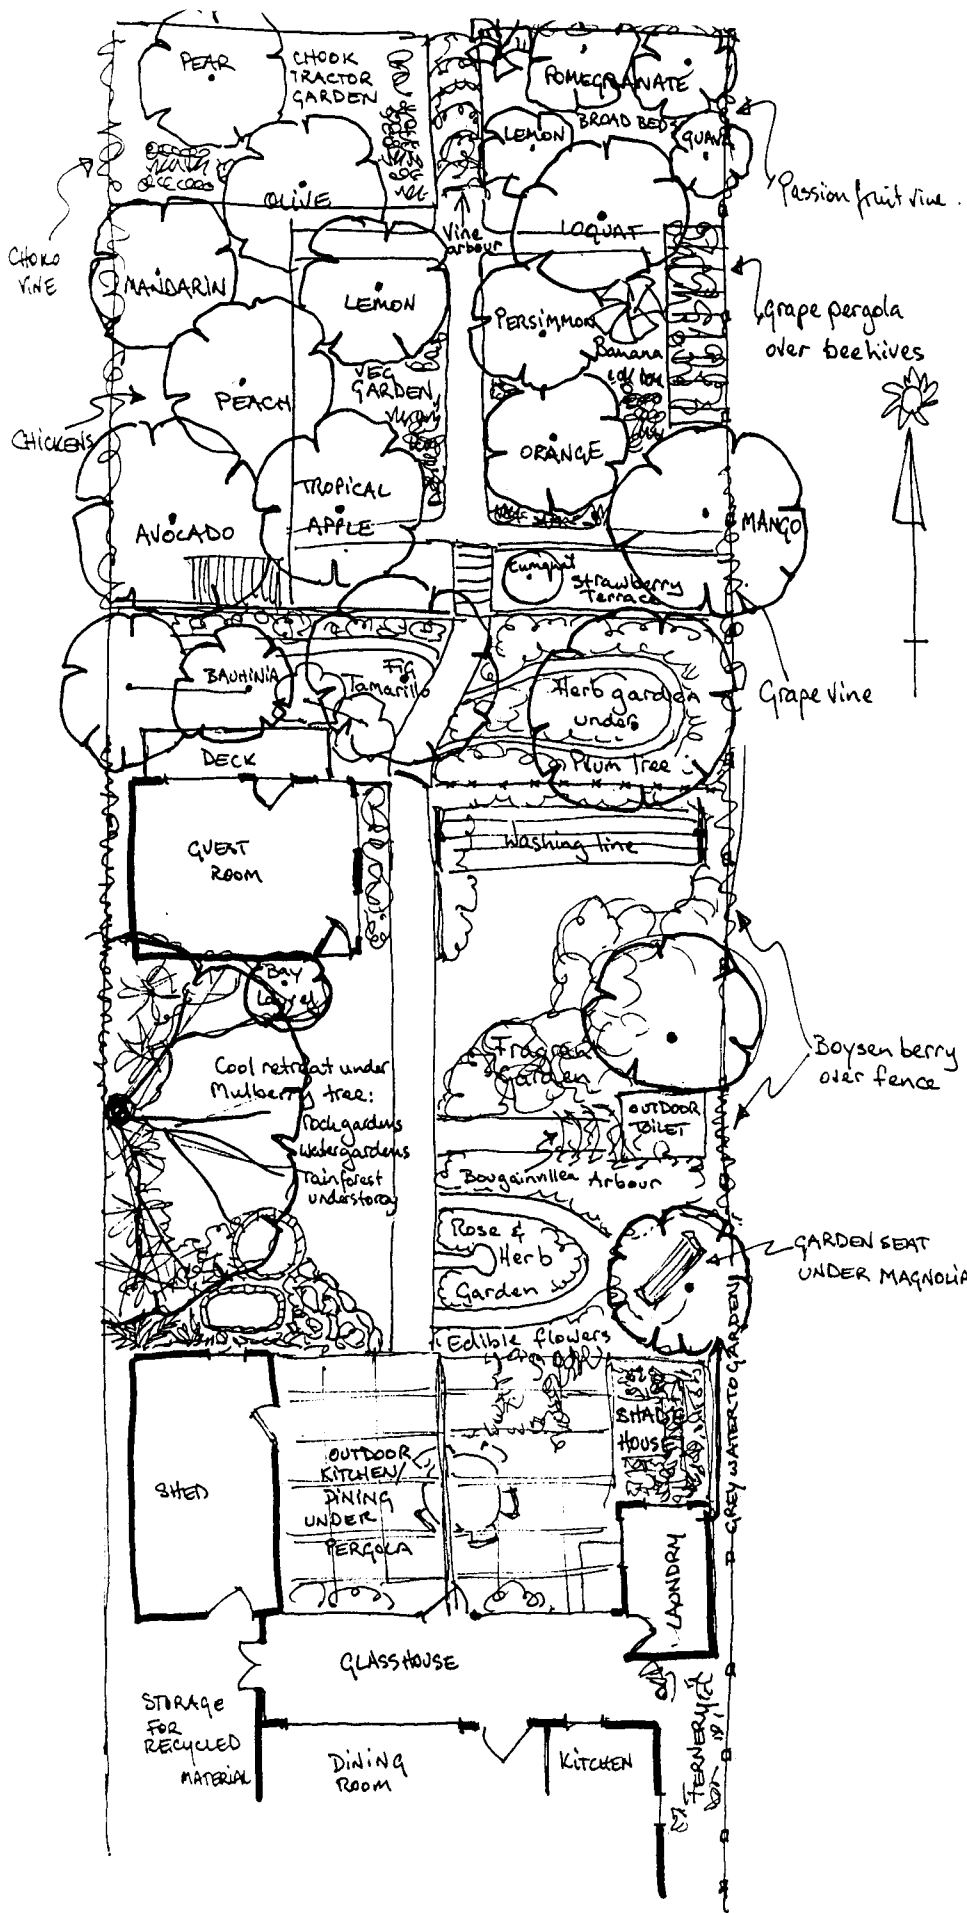 PEAR
CHOOK
TRACTOR
GARDEN
POMEGRANATE
BROAD BEDS
LEMON
GUAVA
Passion fruit vine.
OLIVE
LOQUAT
Vine
arbour
CHOKO
VINE
MANDARIN
LEMON
PERSIMMON
Banana
Grape pergola
over beehives
VEG
GARDEN
PEACH
CHICKENS
ORANGE
TROPICAL
APPLE
AVOCADO
MANGO
Strawberry
Terrace
BAUHINIA
Fig
Tamarillo
Herb garden
under
Plum Tree
Grape vine
DECK
GUEST
ROOM
Washing line
Bay
Laurel
Fragrant
Garden
Cool retreat under
Mulberry tree:
rockgardens
watergardens
rainforest
understorey
Boysenberry
over fence
OUTDOOR
TOILET
Bougainvillea Arbour
Rose &
Herb
Garden
GARDEN SEAT
UNDER MAGNOLIA
Edible flowers
GREY WATER TO GARDEN
SHADE
HOUSE
SHED
OUTDOOR
KITCHEN/
DINING
UNDER
PERGOLA
LAUNDRY
GLASSHOUSE
STORAGE
FOR
RECYCLED
MATERIAL
DINING
ROOM
KITCHEN
FERNERY